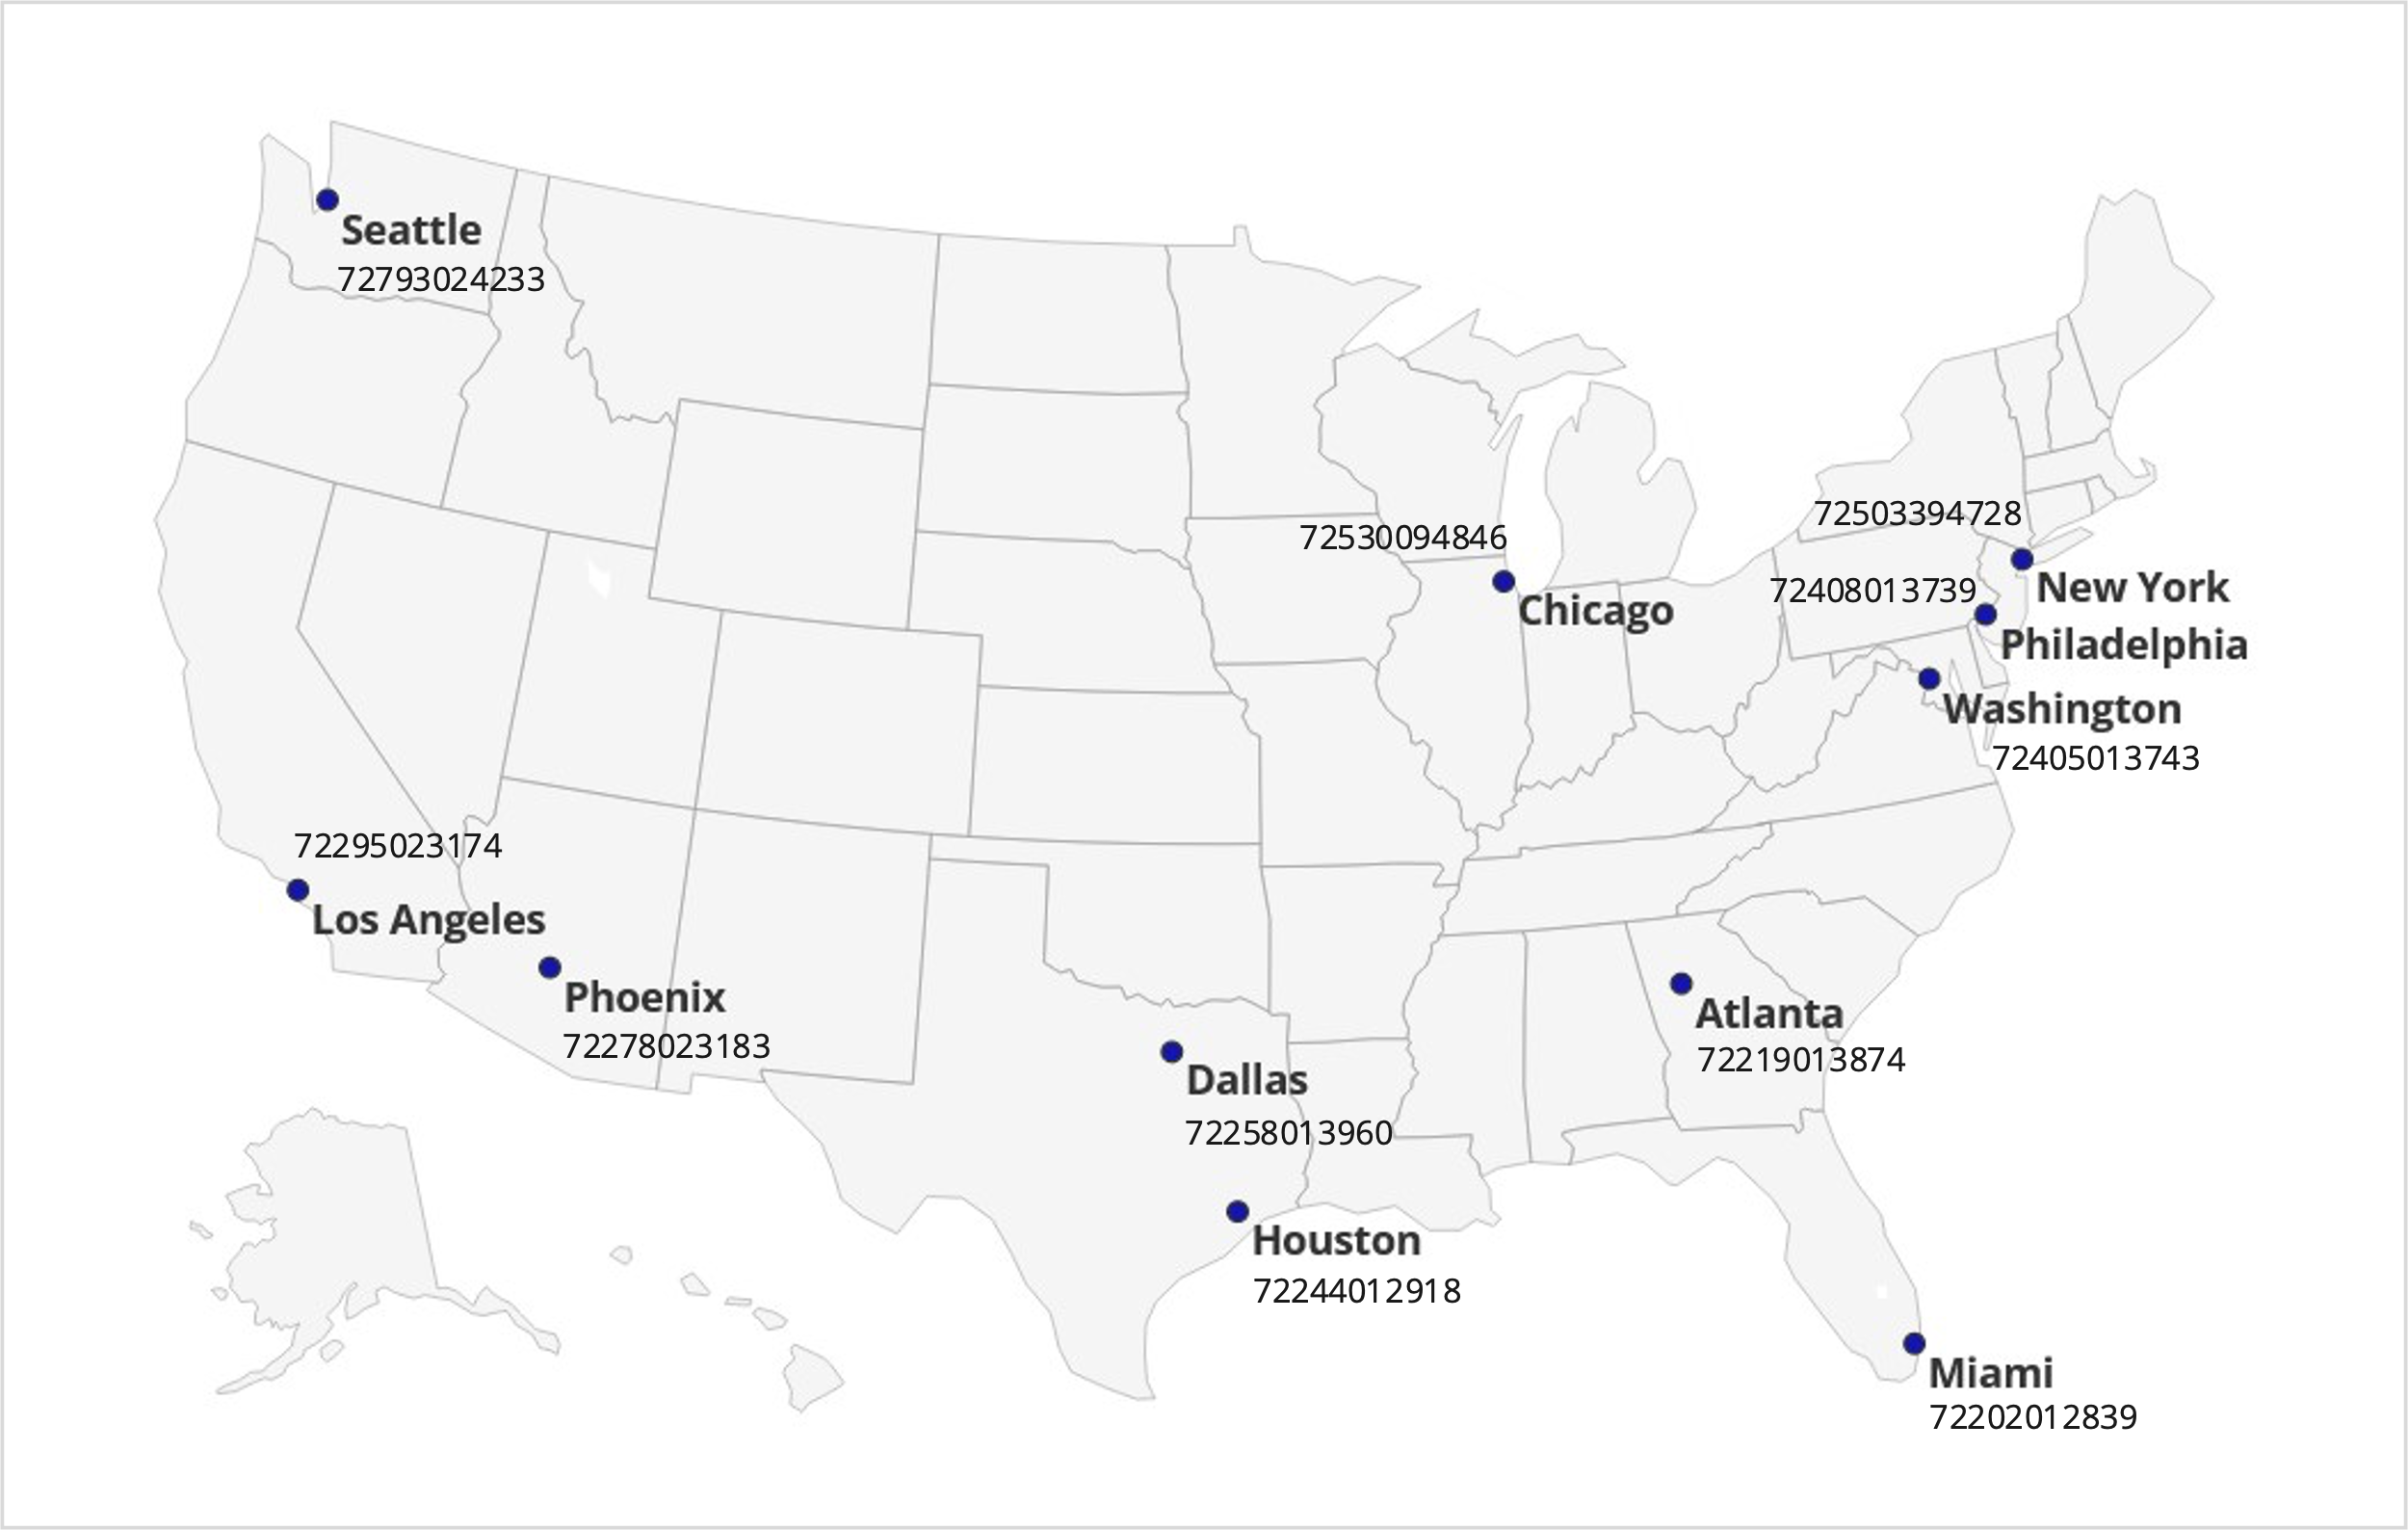 Seattle
72793024233
72503394728
72530094846
New York
72408013739
Chicago
Philadelphia
Washington
72405013743
72295023174
Los Angeles
Phoenix
72278023183
Atlanta
72219013874
Dallas
72258013960
Houston
72244012918
Miami
72202012839